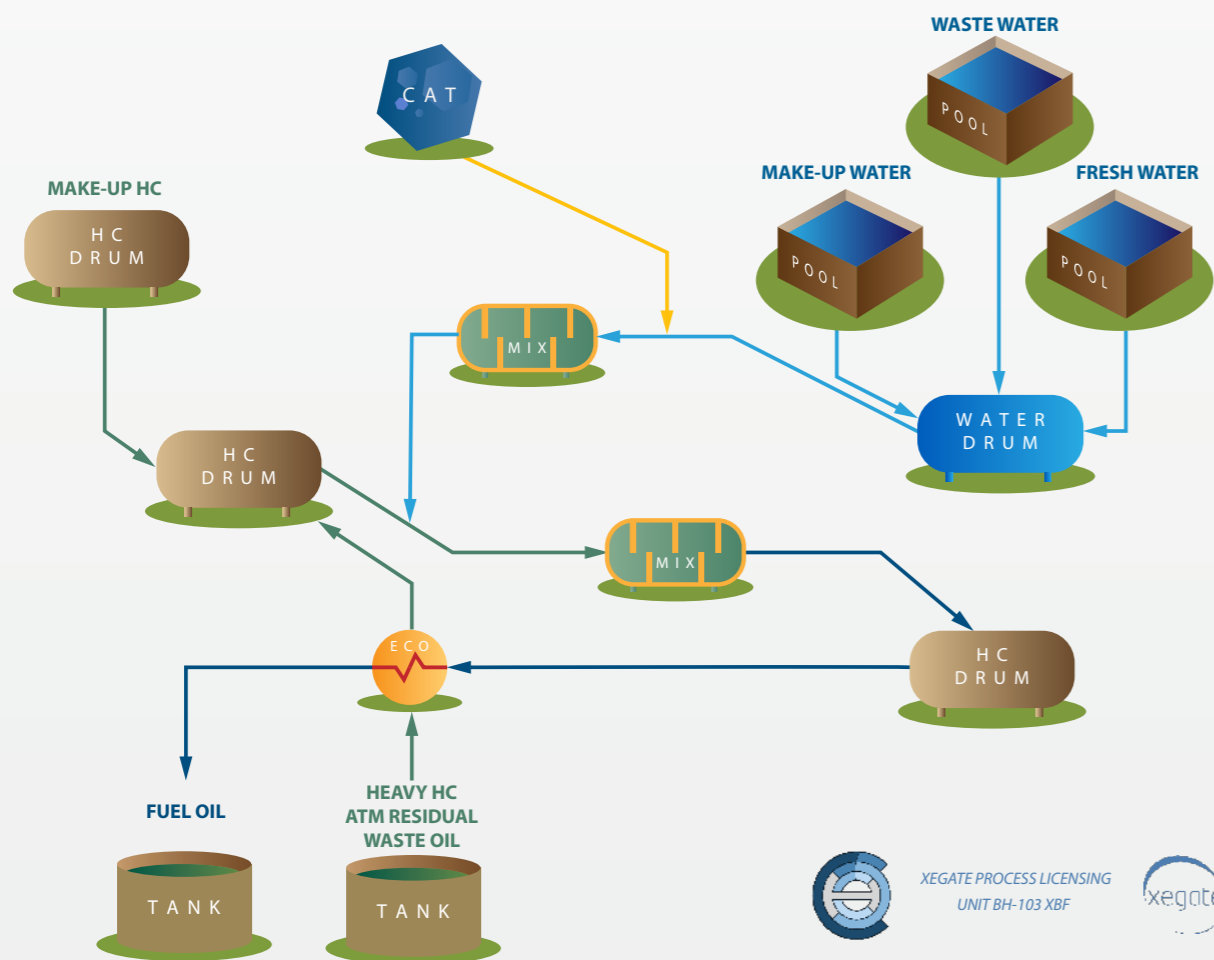 WASTE WATER
CAT
POOL
MAKE-UP WATER
FRESH WATER
MAKE-UP HC
HC
DRUM
POOL
POOL
MIX
WATER
DRUM
HC
DRUM
MIX
ECO
HC
DRUM
HEAVY HC
ATM RESIDUAL
WASTE OIL
FUEL OIL
TANK
TANK
XEGATE PROCESS LICENSING
UNIT BH-103 XBF
xegate